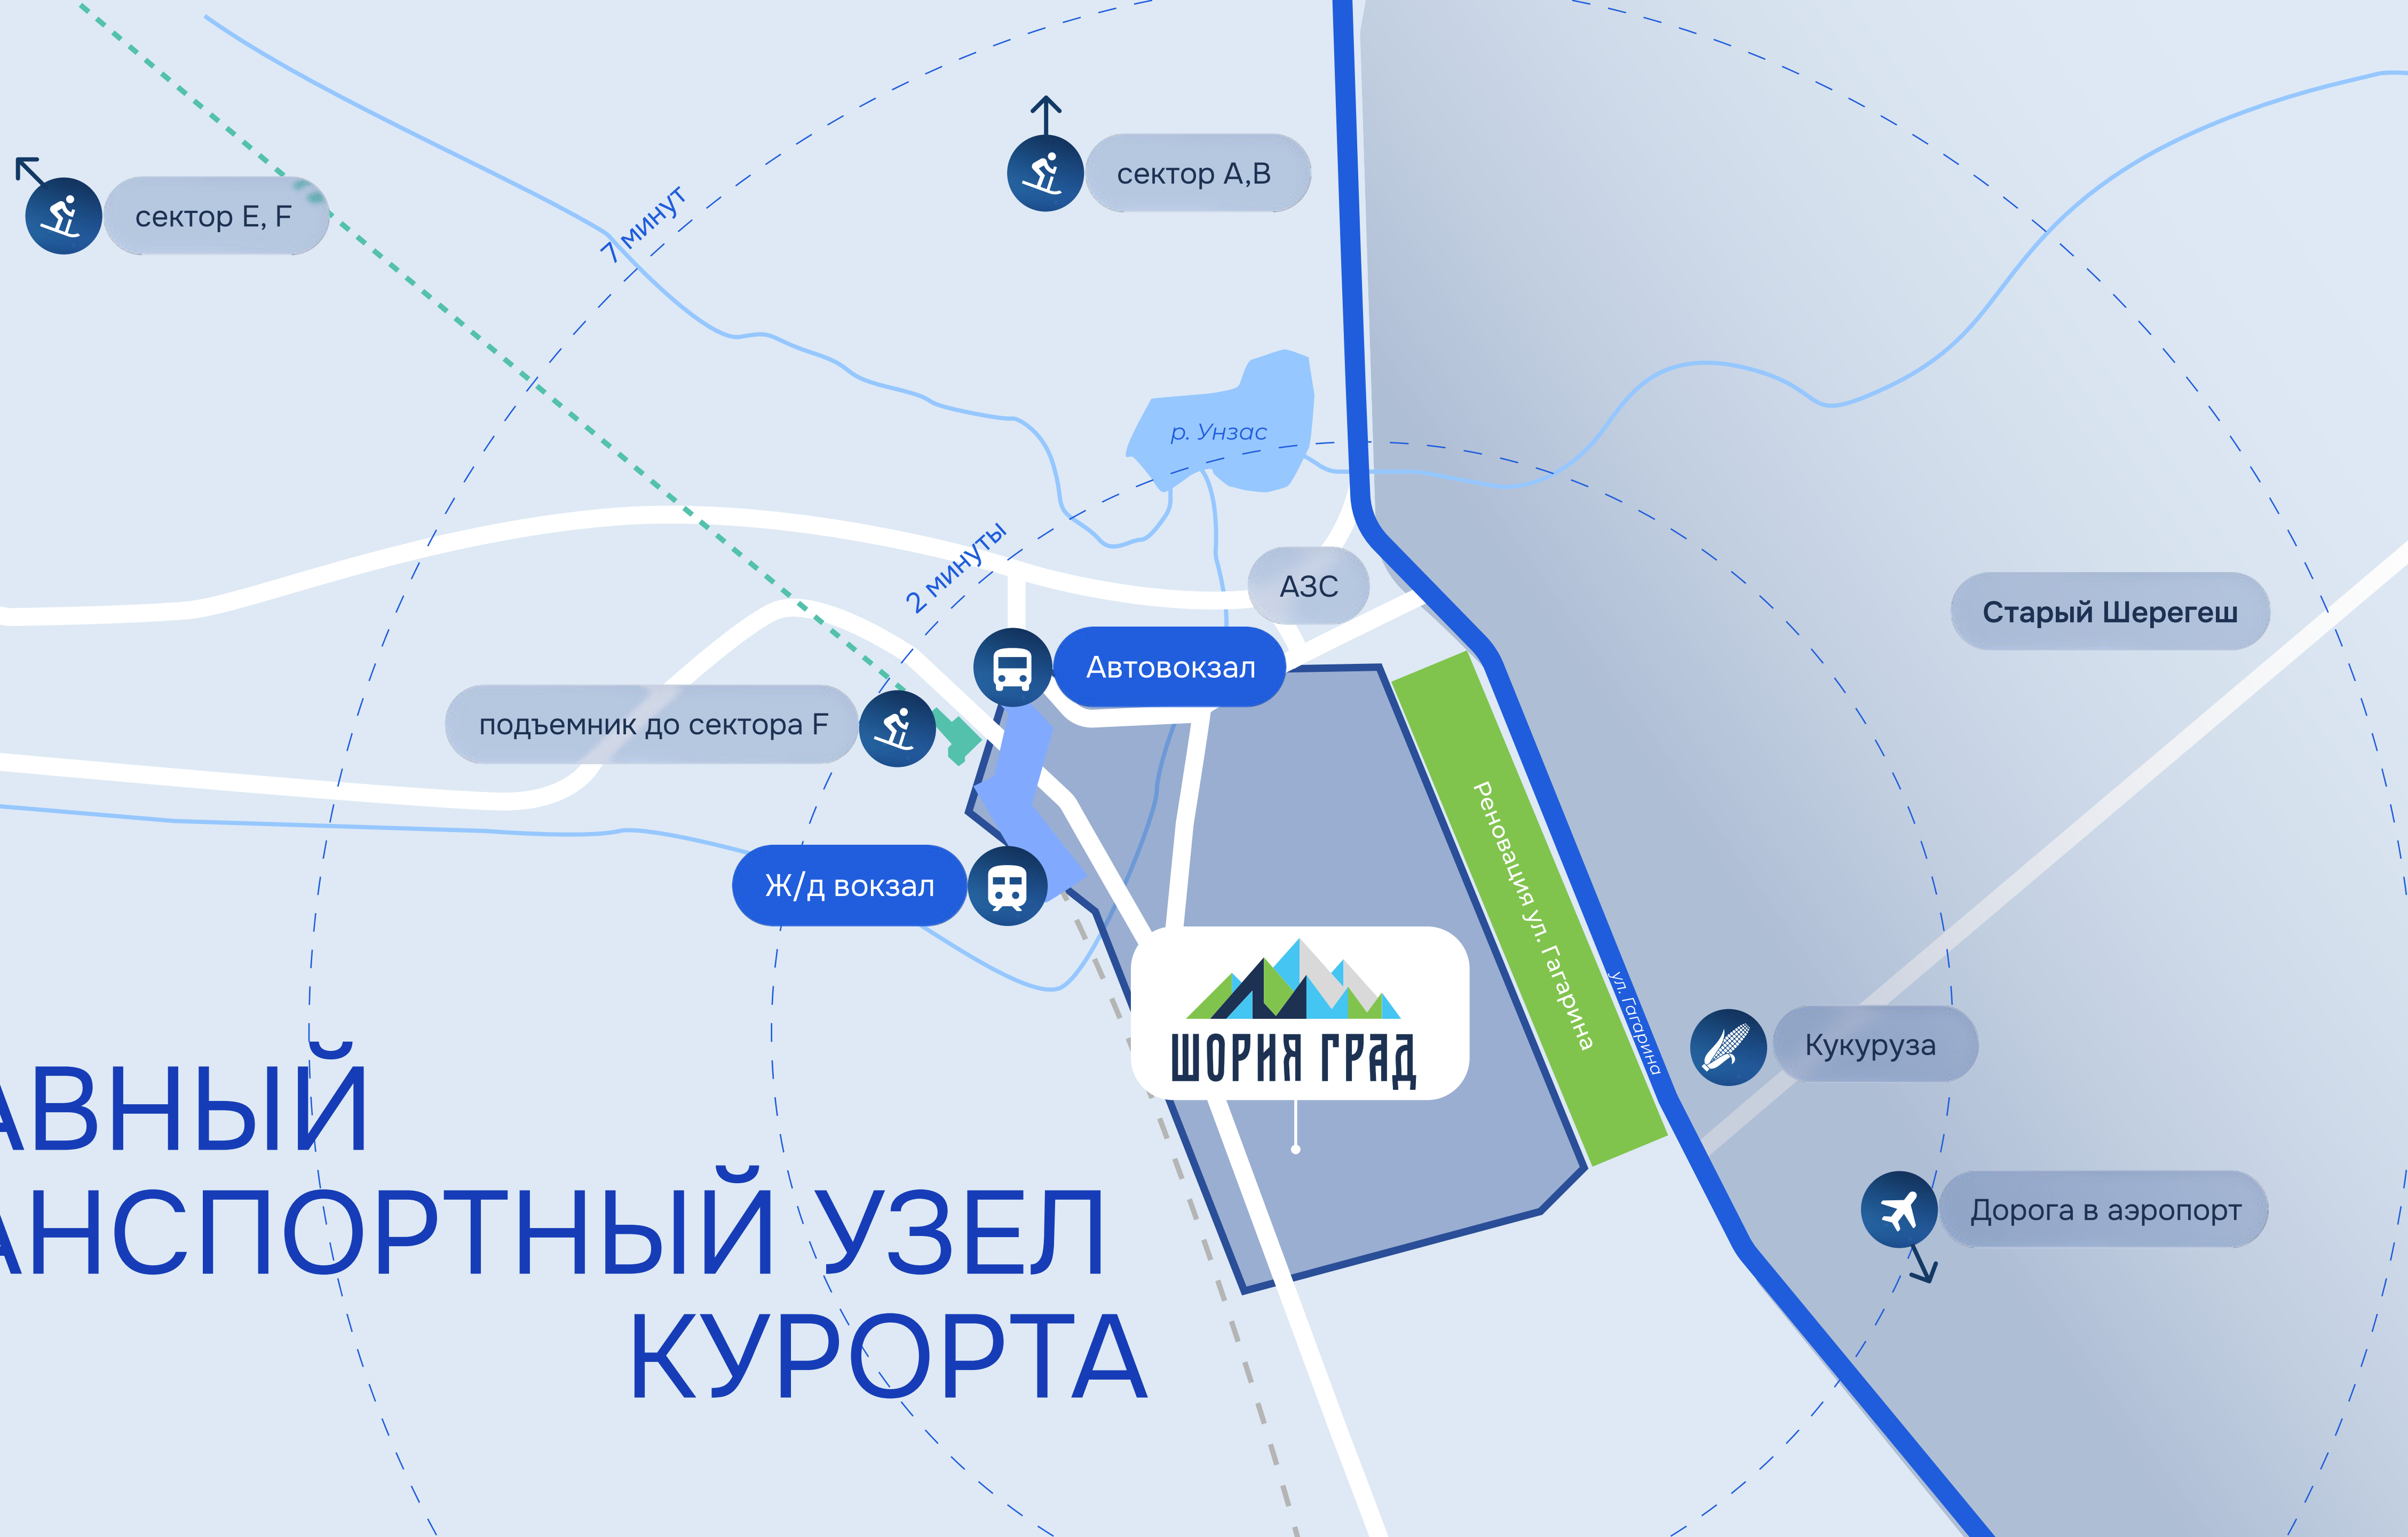 сектор A,B
сектор E, F
7 минут
р. Унзас
2 минуты
АЗС
Старый Шерегеш
Автовокзал
подъемник до сектора F
Реновация ул. Гагарина
Ж/д вокзал
ул. Гагарина
ШОРИЯ ГРАД
Кукуруза
АВНЫЙ
Дорога в аэропорт
АНСПОРТНЫЙ УЗЕЛ
КУРОРТА